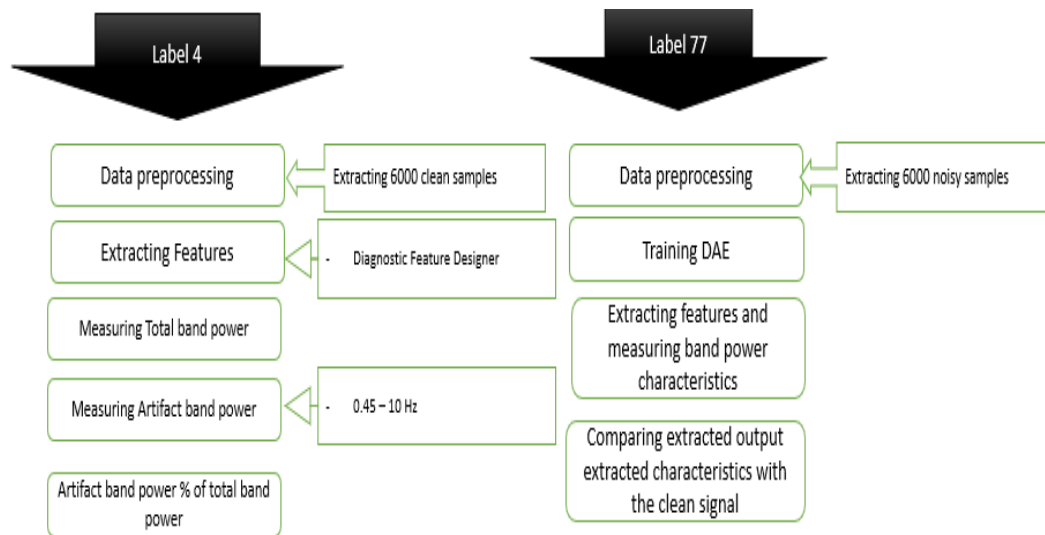 Label 4
Data preprocessing
Extracting 6000 clean samples
Extracting Features
- Diagnostic Feature Designer
Measuring Total band power
Measuring Artifact band power
- 0.45 – 10 Hz
Artifact band power % of total band
power
Label 77
Data preprocessing
Extracting 6000 noisy samples
Training DAE
Extracting features and
measuring band power
characteristics
Comparing extracted output
extracted characteristics with
the clean signal